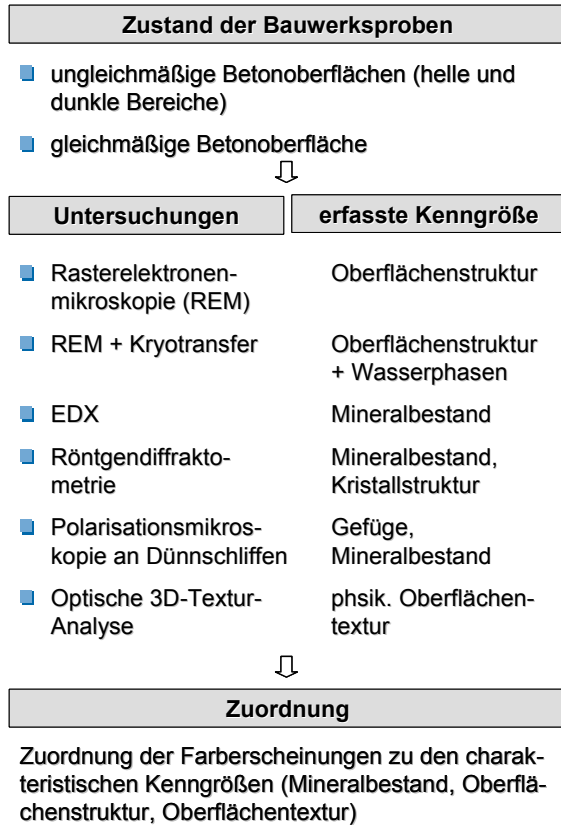 Zustand der Bauwerksproben
ungleichmäßige Betonoberflächen (helle und
dunkle Bereiche)
gleichmäßige Betonoberfläche
Untersuchungen
erfasste Kenngröße
Rasterelektronen-
mikroskopie (REM)
Oberflächenstruktur
REM + Kryotransfer
Oberflächenstruktur
+ Wasserphasen
EDX
Mineralbestand
Röntgendiffrakto-
metrie
Mineralbestand,
Kristallstruktur
Polarisationsmikros-
kopie an Dünnschliffen
Gefüge,
Mineralbestand
Optische 3D-Textur-
Analyse
phsik. Oberflächen-
textur
Zuordnung
Zuordnung der Farberscheinungen zu den charak-
teristischen Kenngrößen (Mineralbestand, Oberflä-
chenstruktur, Oberflächentextur)